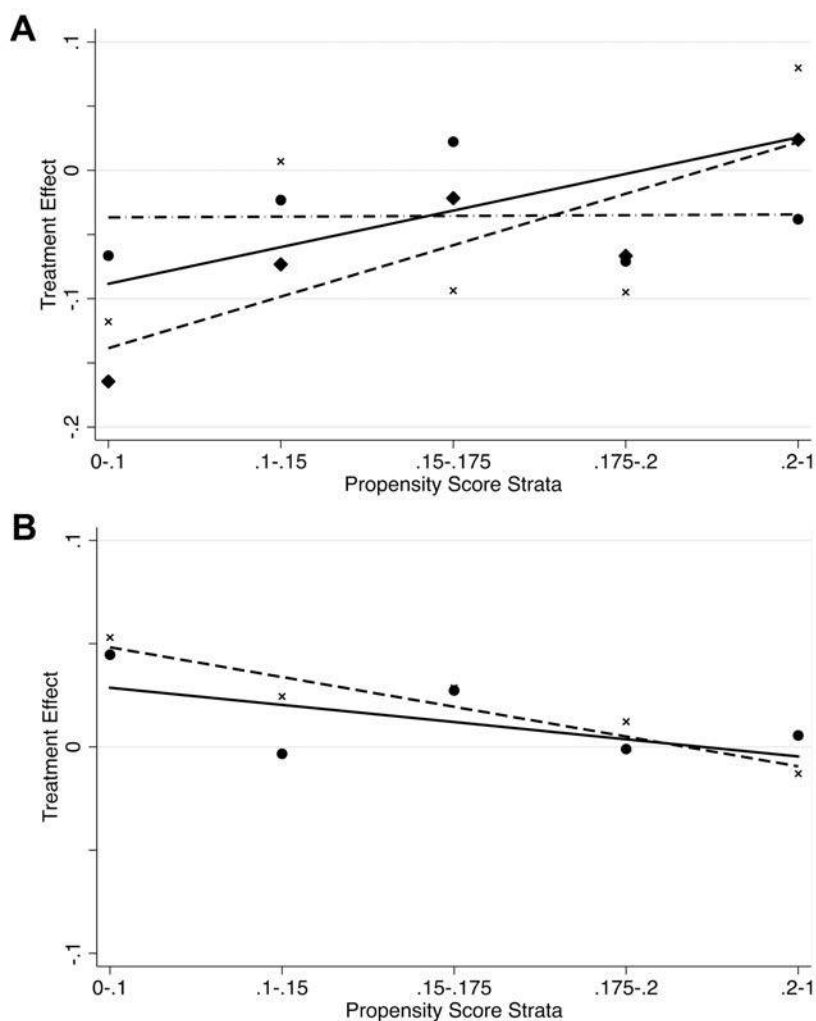 A
.1
0
-.1
-.2
Treatment Effect
0-.1 .1-.15 .15-.175 .175-.2 .2-1
Propensity Score Strata
B
.1
0
-.1
Treatment Effect
0-.1 .1-.15 .15-.175 .175-.2 .2-1
Propensity Score Strata